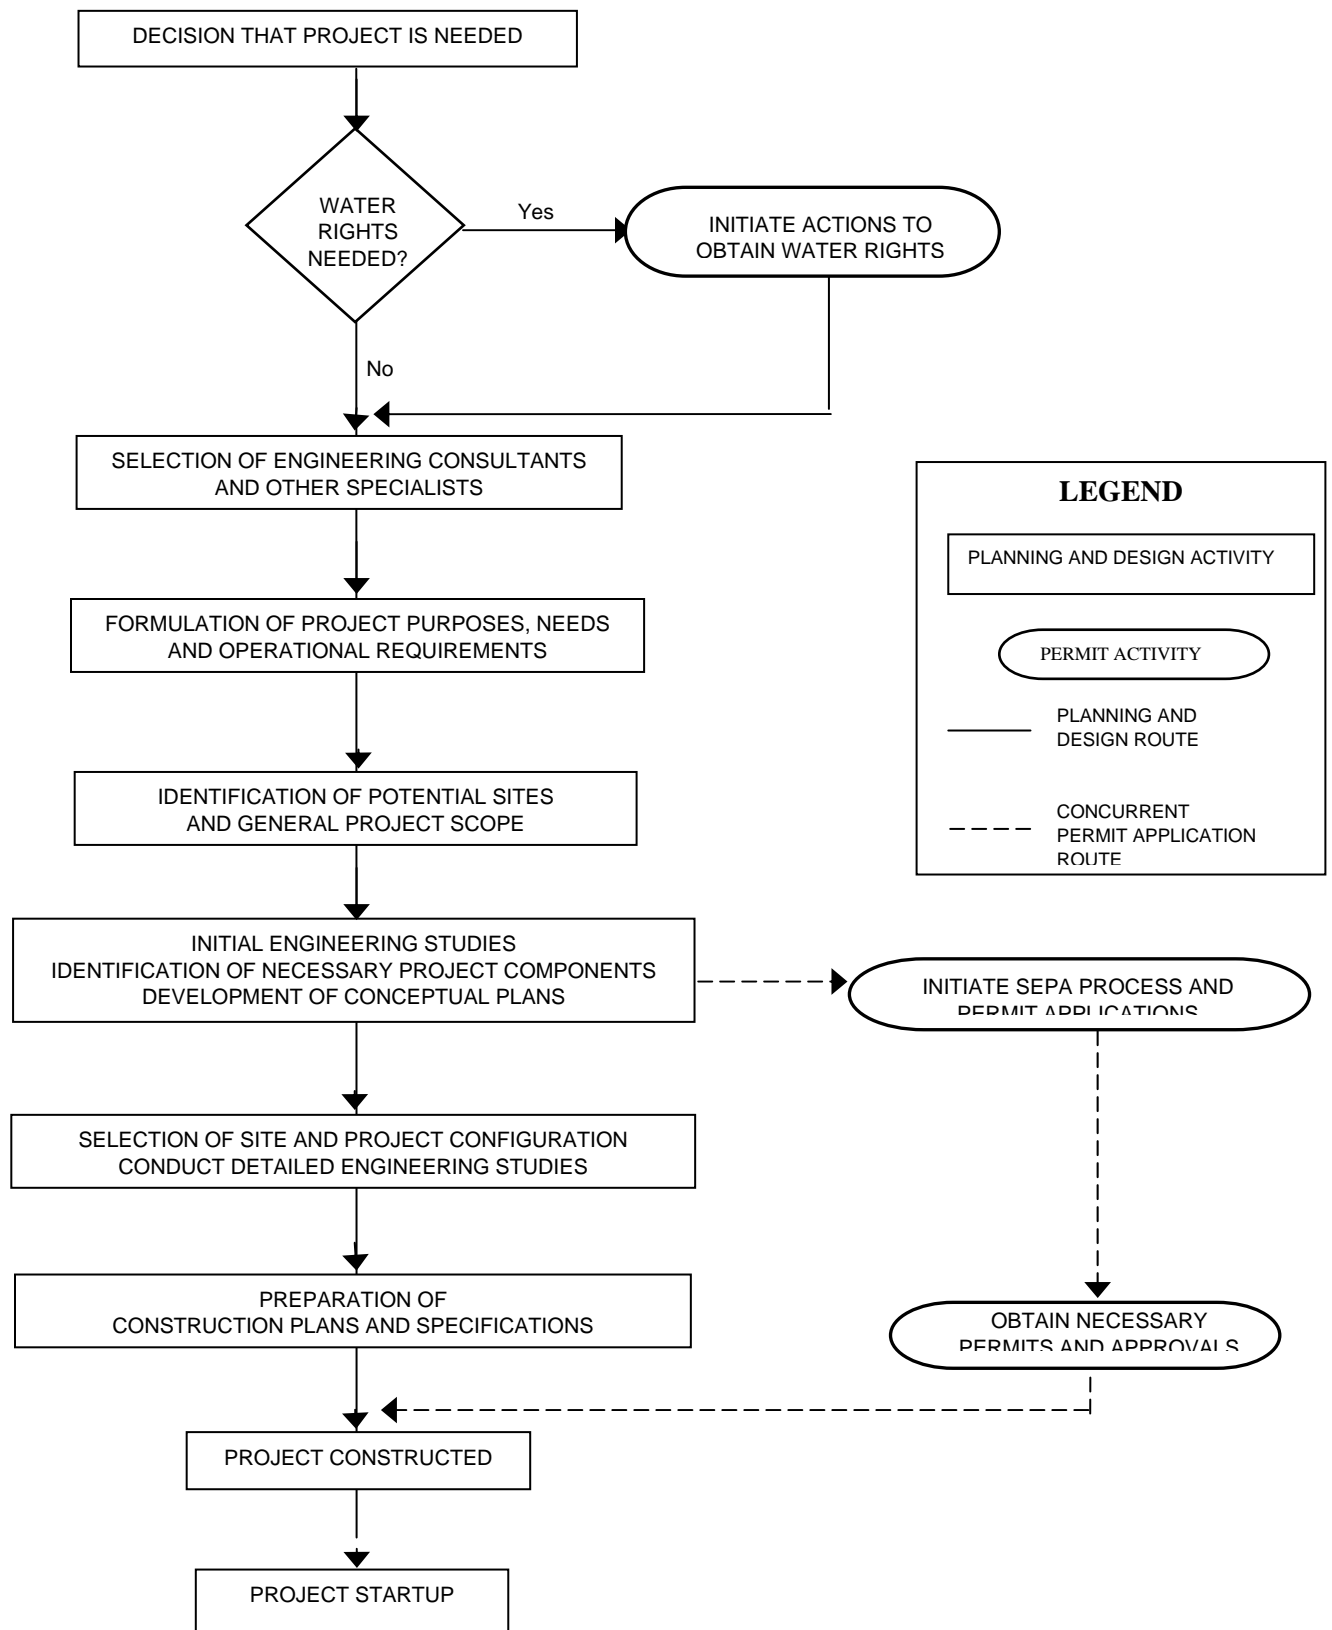 DECISION THAT PROJECT IS NEEDED
WATER
RIGHTS
NEEDED?
Yes
INITIATE ACTIONS TO
OBTAIN WATER RIGHTS
No
SELECTION OF ENGINEERING CONSULTANTS
AND OTHER SPECIALISTS
FORMULATION OF PROJECT PURPOSES, NEEDS
AND OPERATIONAL REQUIREMENTS
IDENTIFICATION OF POTENTIAL SITES
AND GENERAL PROJECT SCOPE
LEGEND
PLANNING AND DESIGN ACTIVITY
PERMIT ACTIVITY
PLANNING AND
DESIGN ROUTE
CONCURRENT
PERMIT APPLICATION
ROUTE
INITIAL ENGINEERING STUDIES
IDENTIFICATION OF NECESSARY PROJECT COMPONENTS
DEVELOPMENT OF CONCEPTUAL PLANS
INITIATE SEPA PROCESS AND
PERMIT APPLICATIONS
SELECTION OF SITE AND PROJECT CONFIGURATION
CONDUCT DETAILED ENGINEERING STUDIES
PREPARATION OF
CONSTRUCTION PLANS AND SPECIFICATIONS
OBTAIN NECESSARY
PERMITS AND APPROVALS
PROJECT CONSTRUCTED
PROJECT STARTUP